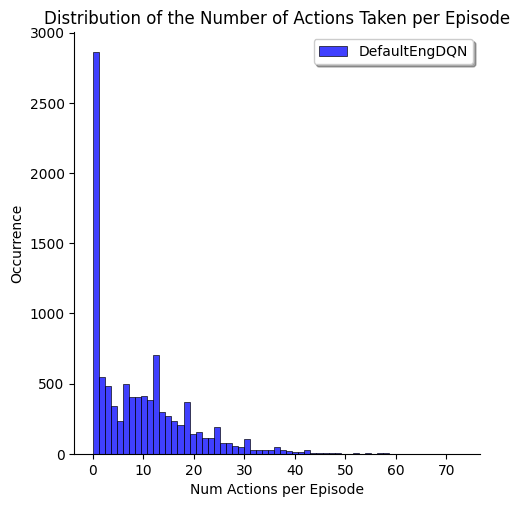 Distribution of the Number of Actions Taken per Episode
DefaultEngDQN
3000
2500
2000
1500
1000
500
0
Occurrence
0 10 20 30 40 50 60 70
Num Actions per Episode